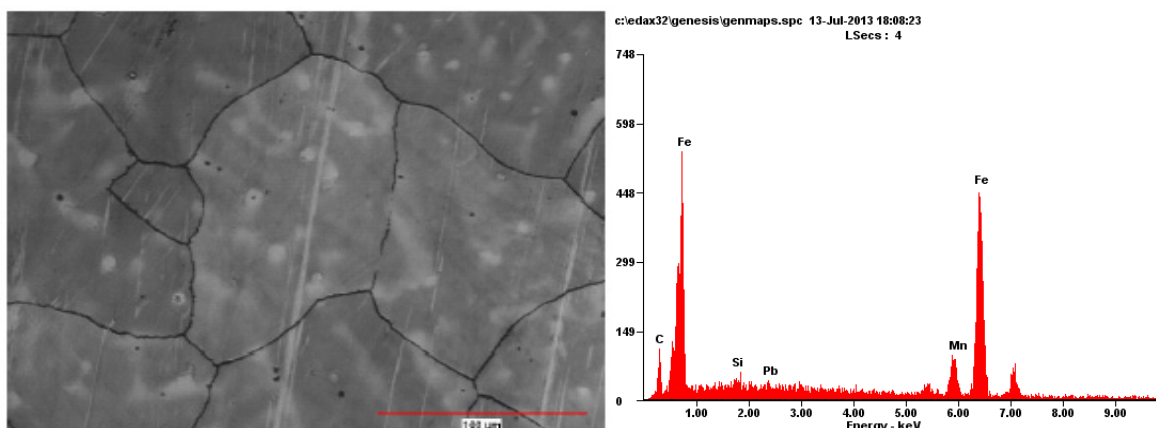 100 µm
c:\edax32\genesis\genmaps.spc 13-Jul-2013 18:08:23
LSecs : 4
748
598
448
299
149
0
Fe
Fe
C
Si
Pb
Mn
1.00 2.00 3.00 4.00 5.00 6.00 7.00 8.00 9.00
Energy - keV